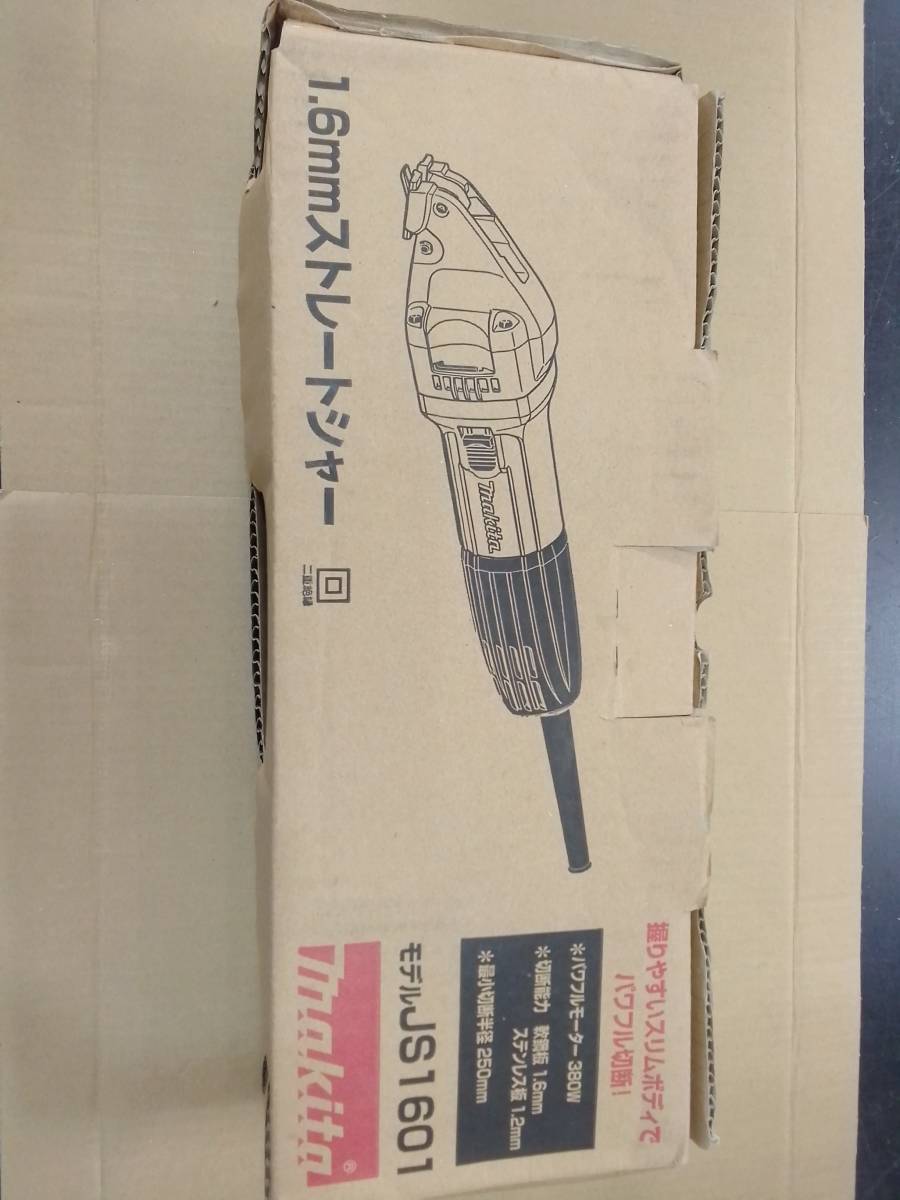 握りやすいスリムボディで
パワフル切断!
*パワフルモーター 380W
*切断能力 軟鋼板 1.6mm
ステンレス板 1.2mm
*最小切断半径 250mm
makita
1.6mmストレートシャー
二重絶縁
モデルJS1601
makita®